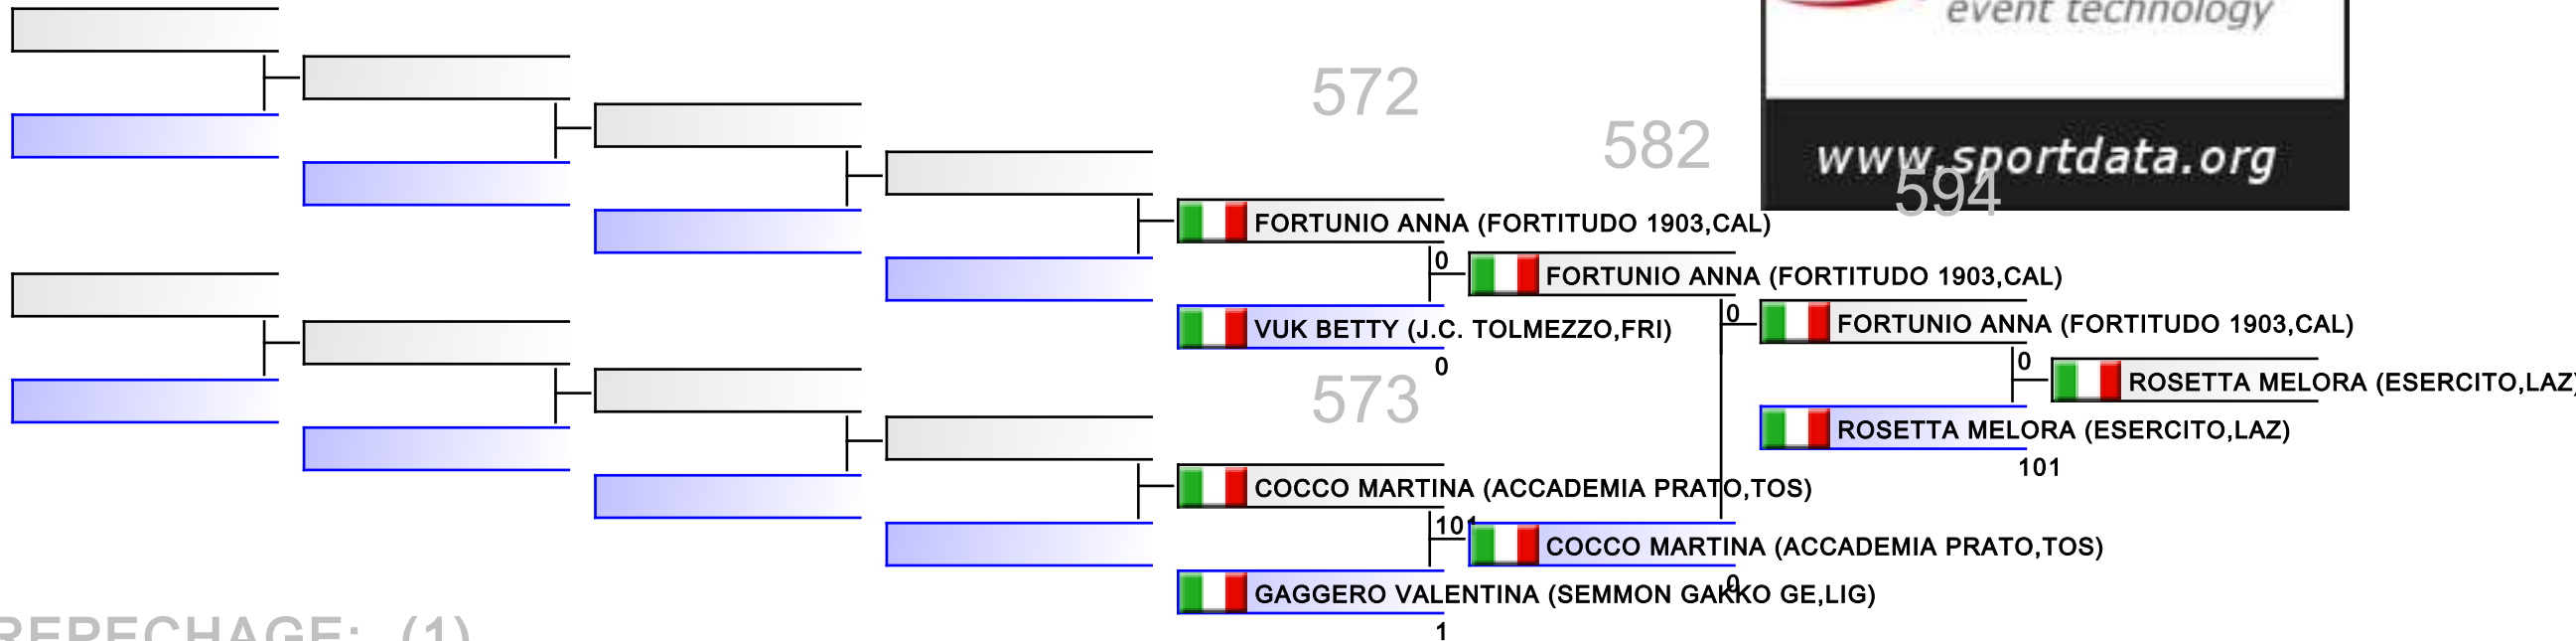 event technology
572
582
www.sportdata.org
594
FORTUNIO ANNA (FORTITUDO 1903,CAL)
0
FORTUNIO ANNA (FORTITUDO 1903,CAL)
0
VUK BETTY (J.C. TOLMEZZO,FRI)
0
FORTUNIO ANNA (FORTITUDO 1903,CAL)
0
ROSETTA MELORA (ESERCITO,LAZ)
ROSETTA MELORA (ESERCITO,LAZ)
101
573
COCCO MARTINA (ACCADEMIA PRATO,TOS)
101
COCCO MARTINA (ACCADEMIA PRATO,TOS)
0
GAGGERO VALENTINA (SEMMON GAKKO GE,LIG)
1
REPECHAGE: (1)